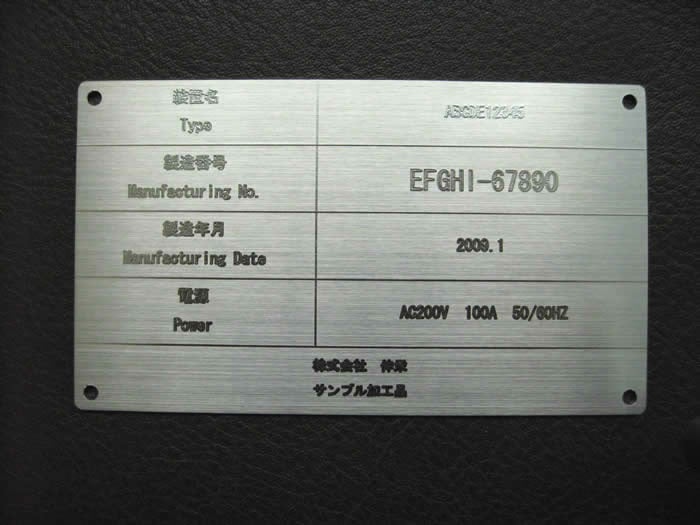 装置名
Type
ABCDE12345
製造番号
Manufacturing No.
EFGHI-67890
製造年月
Manufacturing Date
2009.1
電源
Power
AC200V 100A 50/60HZ
株式会社 伸栄
サンプル加工品